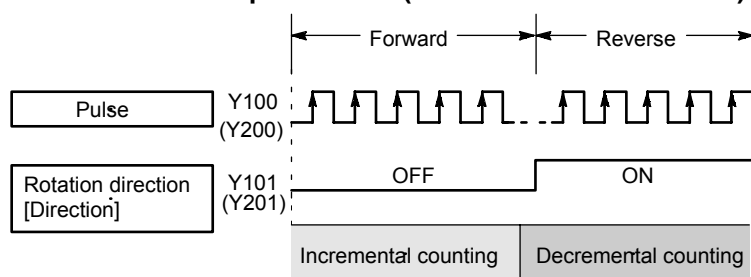 Forward
Reverse
Pulse
Y100
(Y200)
Rotation direction
[Direction]
Y101
(Y201)
OFF
ON
Incremental counting
Decremental counting